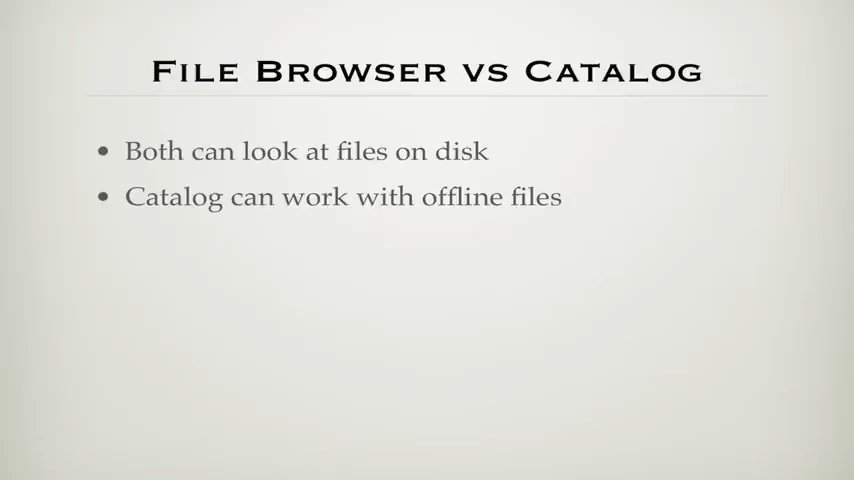 File Browser vs Catalog
• Both can look at files on disk
• Catalog can work with offline files